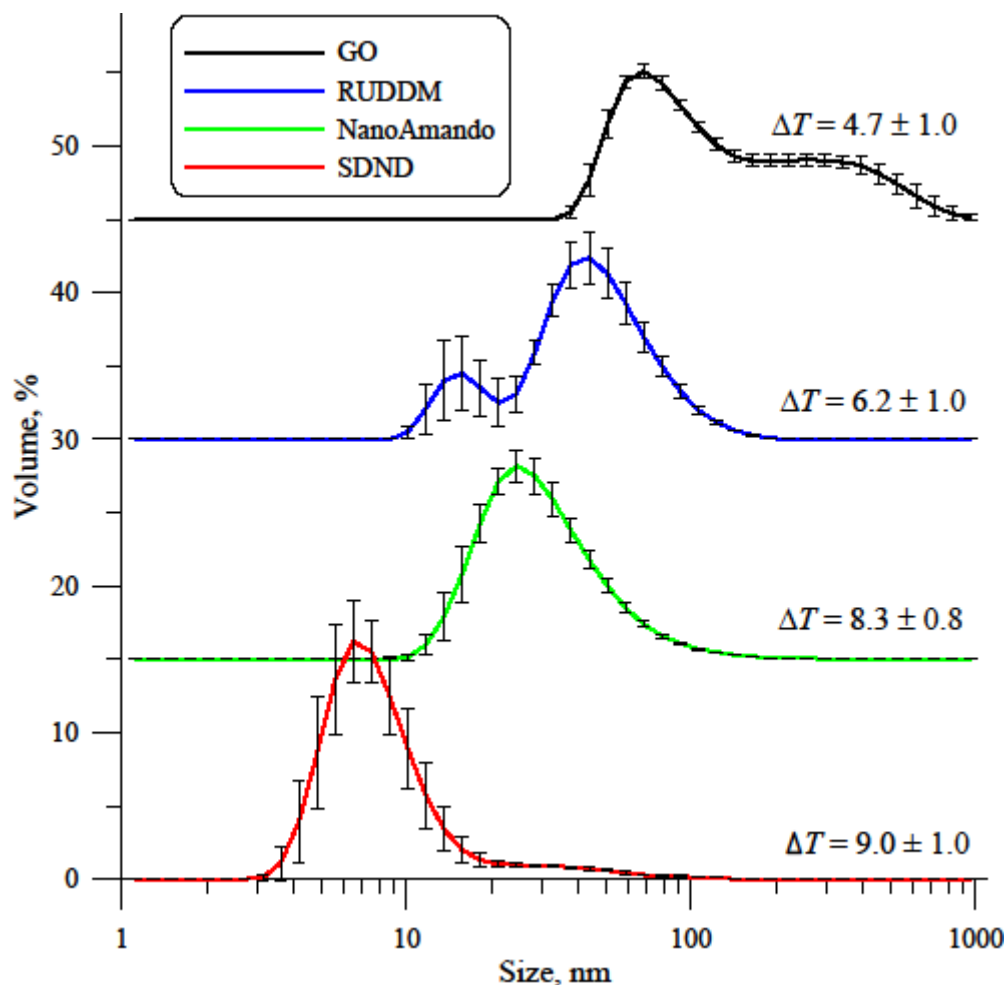 GO
RUDDM
NanoAmando
SDND
ΔT = 4.7 ± 1.0
ΔT = 6.2 ± 1.0
ΔT = 8.3 ± 0.8
ΔT = 9.0 ± 1.0
Volume, %
50
40
30
20
10
0
1 10 100 1000
Size, nm